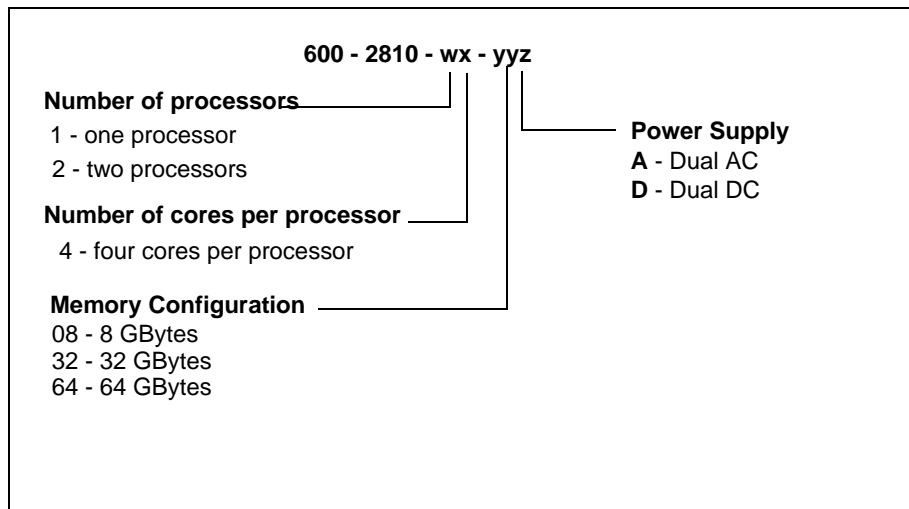 600 - 2810 - wx - yyz
Number of processors
1 - one processor
2 - two processors
Number of cores per processor
4 - four cores per processor
Memory Configuration
08 - 8 GBytes
32 - 32 GBytes
64 - 64 GBytes
Power Supply
A - Dual AC
D - Dual DC